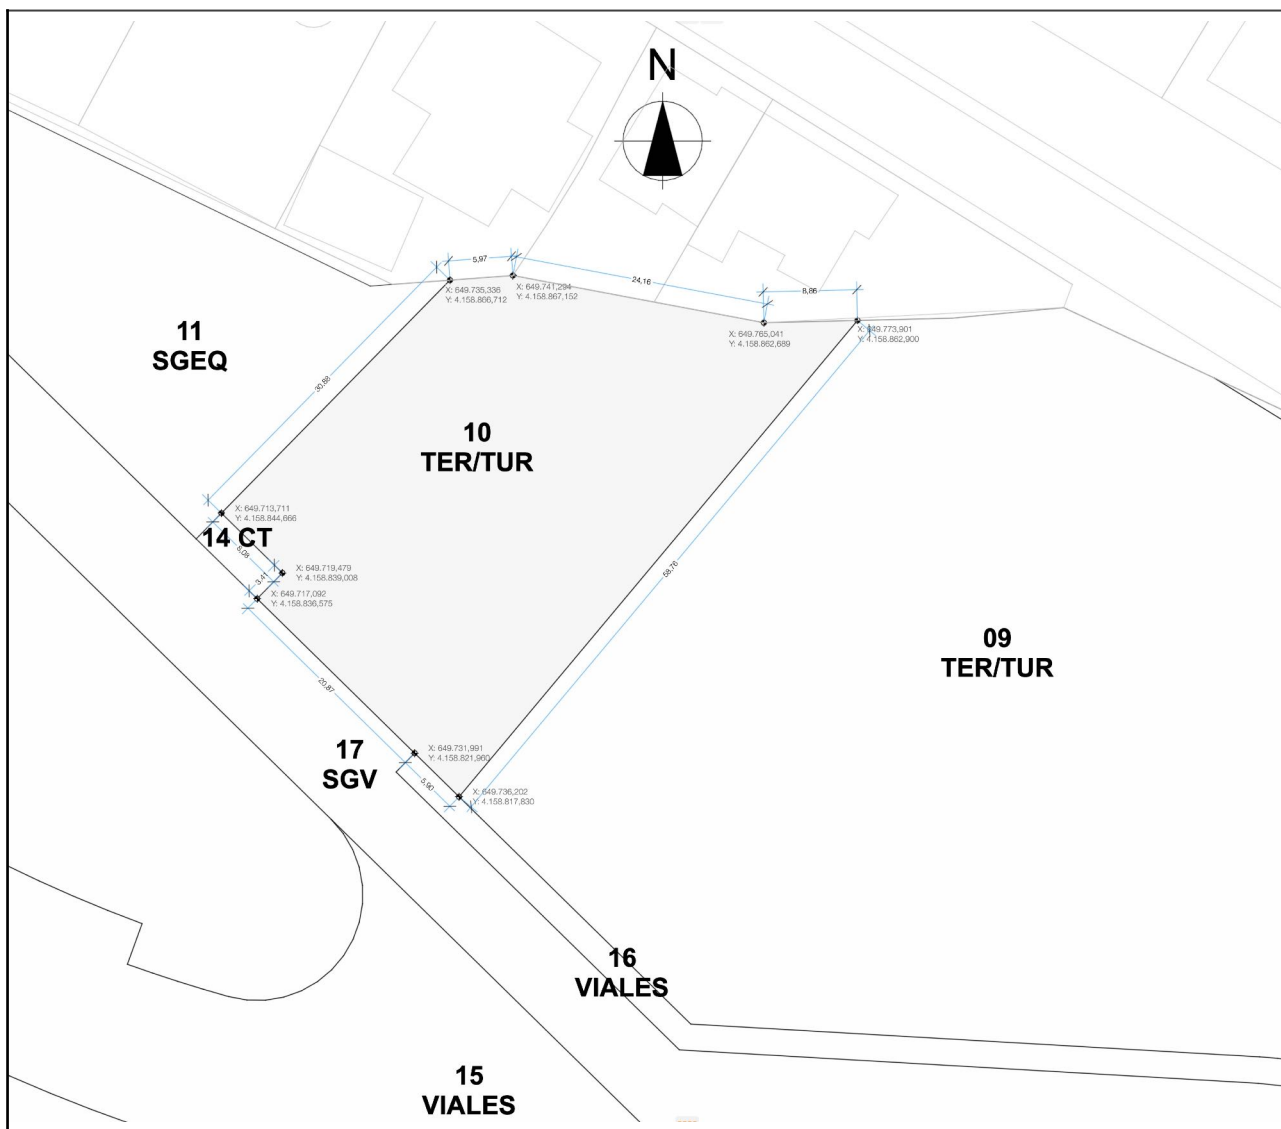 N
5,97
24,16
8,86
X: 649.735,336
Y: 4.158.866,712
X: 649.741,294
Y: 4.158.867,152
X: 649.765,041
Y: 4.158.862,689
X: 649.773,901
Y: 4.158.862,900
11
SGEQ
30,88
10
TER/TUR
X: 649.713,711
Y: 4.158.844,666
14 CT
8,08
3,41
X: 649.719,479
Y: 4.158.839,008
X: 649.717,092
Y: 4.158.836,575
58,76
09
TER/TUR
20,87
17
SGV
X: 649.731,991
Y: 4.158.821,960
5,90
X: 649.736,202
Y: 4.158.817,830
16
VIALES
15
VIALES